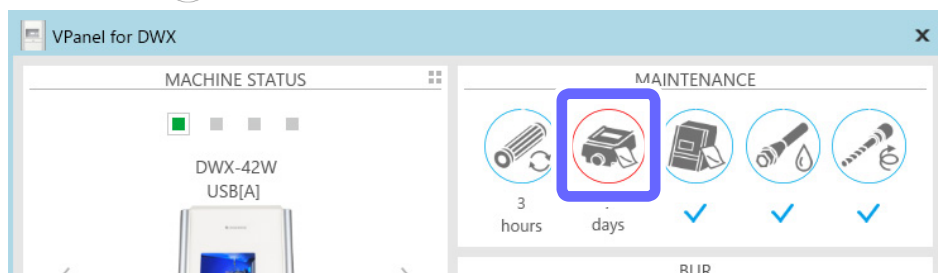 VPanel for DWX
MACHINE STATUS
MAINTENANCE
DWX-42W
USB[A]
3
hours
days
BUR